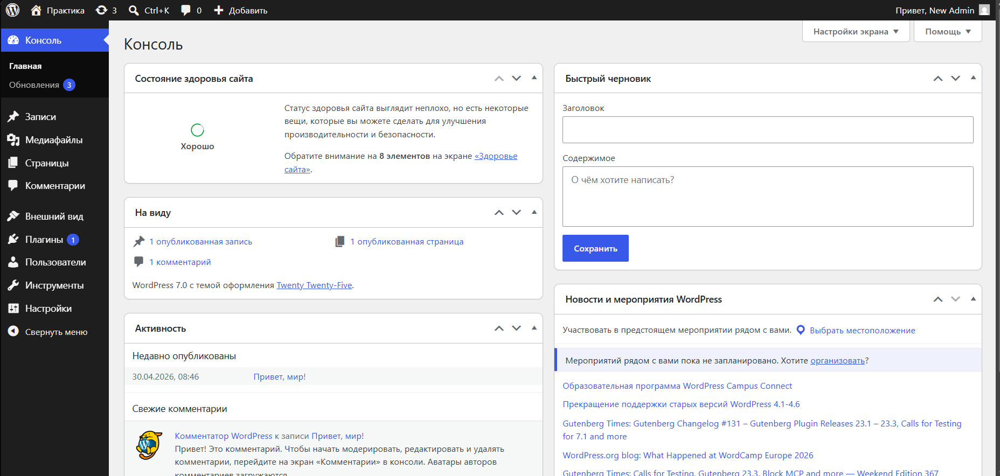 Практика
3
Ctrl+K
0
Добавить
Привет, New Admin
Консоль
Главная
Обновления 3
Записи
Медиафайлы
Страницы
Комментарии
Внешний вид
Плагины 1
Пользователи
Инструменты
Настройки
Свернуть меню
Настройки экрана
Помощь
Консоль
Состояние здоровья сайта
Хорошо
Статус здоровья сайта выглядит неплохо, но есть некоторые
вещи, которые вы можете сделать для улучшения
производительности и безопасности.
Обратите внимание на 8 элементов на экране «Здоровье
сайта».
На виду
1 опубликованная запись
1 опубликованная страница
1 комментарий
WordPress 7.0 с темой оформления Twenty Twenty-Five.
Активность
Недавно опубликованы
30.04.2026, 08:46
Привет, мир!
Свежие комментарии
Комментатор WordPress к записи Привет, мир!
Привет! Это комментарий. Чтобы начать модерировать, редактировать и удалять
комментарии, перейдите на экран «Комментарии» в консоли. Аватары авторов
комментариев загружаются
Быстрый черновик
Заголовок
Содержимое
О чём хотите написать?
Сохранить
Новости и мероприятия WordPress
Участвовать в предстоящем мероприятии рядом с вами.
Выбрать местоположение
Мероприятий рядом с вами пока не запланировано. Хотите организовать?
Образовательная программа WordPress Campus Connect
Прекращение поддержки старых версий WordPress 4.1-4.6
Gutenberg Times: Gutenberg Changelog #131 – Gutenberg Plugin Releases 23.1 – 23.3, Calls for Testing
for 7.1 and more
WordPress.org blog: What Happened at WordCamp Europe 2026
Gutenberg Times: Calls for Testing, Gutenberg 23.3, Block MCP and more — Weekend Edition 367